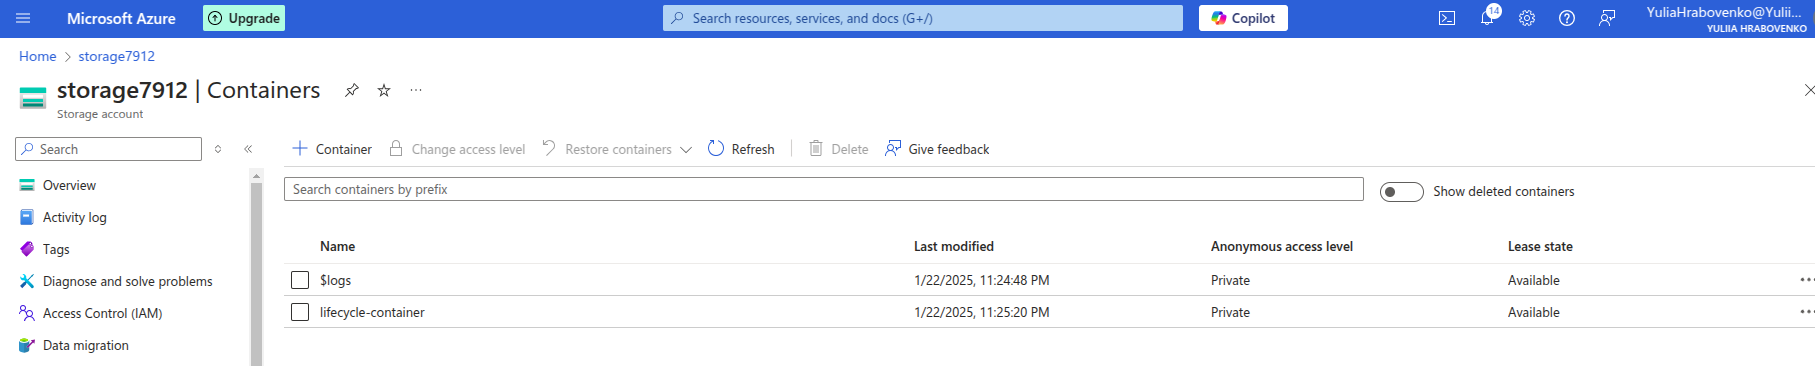 Microsoft Azure Upgrade Search resources, services, and docs (G+/) Copilot 14 YuliaHrabovenko@Yulii...
YULIIA HRABOVENKO
Home > storage7912
storage7912 | Containers ...
Storage account
Search
Container Change access level Restore containers Refresh Delete Give feedback
Overview
Activity log
Tags
Diagnose and solve problems
Access Control (IAM)
Data migration
Search containers by prefix Show deleted containers
Name Last modified Anonymous access level Lease state
$logs 1/22/2025, 11:24:48 PM Private Available
lifecycle-container 1/22/2025, 11:25:20 PM Private Available